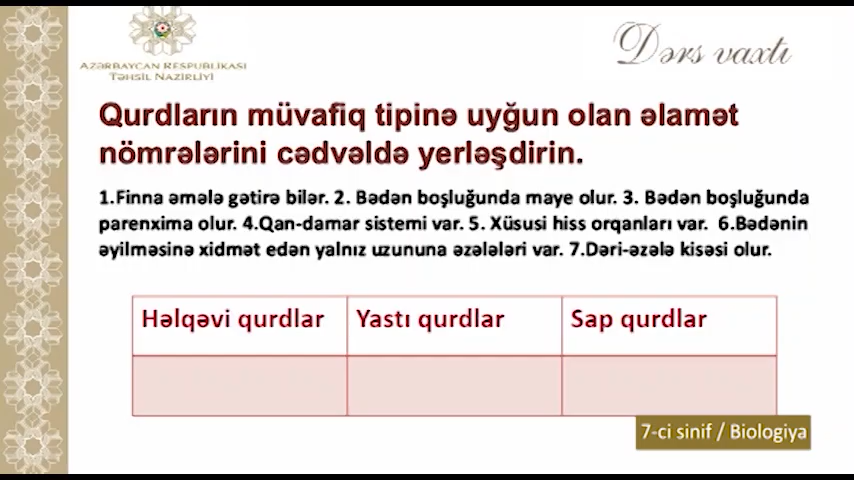 AZƏRBAYCAN RESPUBLİKASI
TƏHSİL NAZİRLİYİ
Dərs vaxtı
Qurdların müvafiq tipinə uyğun olan əlamət
nömrələrini cədvəldə yerləşdirin.
1.Finna əmələ gətirə bilər. 2. Bədən boşluğunda maye olur. 3. Bədən boşluğunda
parenxima olur. 4.Qan-damar sistemi var. 5. Xüsusi hiss orqanları var. 6.Bədənin
əyilməsinə xidmət edən yalnız uzununa əzələləri var. 7.Dəri-əzələ kisəsi olur.
Həlqəvi qurdlar
Yastı qurdlar
Sap qurdlar
7-ci sinif / Biologiya